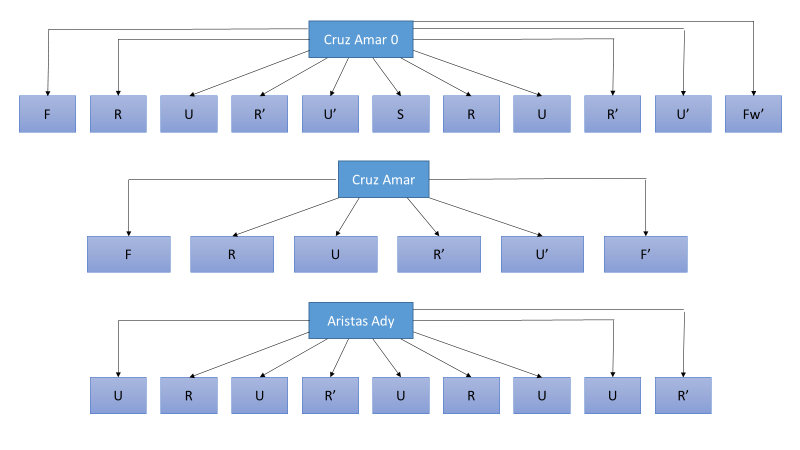 Cruz Amar 0
F R U R’ U’ S R U R’ U’ Fw’
Cruz Amar
F R U R’ U’ F’
Aristas Ady
U R U R’ U R U U R’